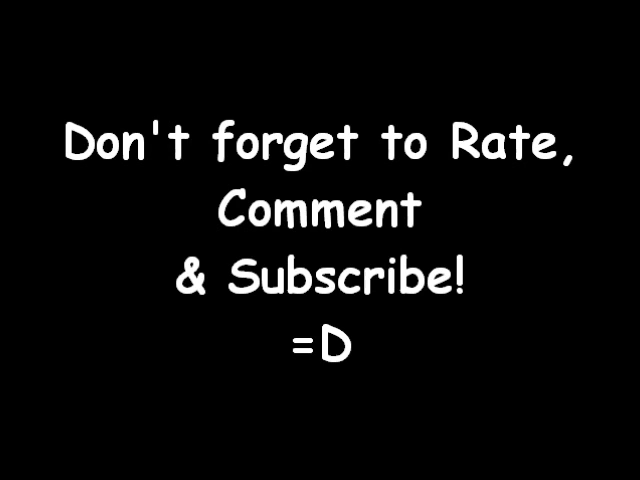 Don't forget to Rate,
Comment
& Subscribe!
=D